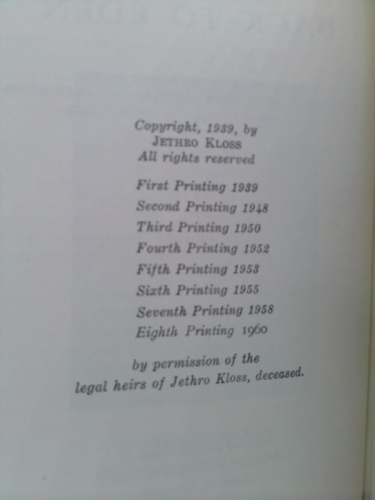 Copyright, 1939, by
JETHRO KLOSS
All rights reserved
First Printing 1939
Second Printing 1948
Third Printing 1950
Fourth Printing 1952
Fifth Printing 1953
Sixth Printing 1955
Seventh Printing 1958
Eighth Printing 1960
by permission of the
legal heirs of Jethro Kloss, deceased.